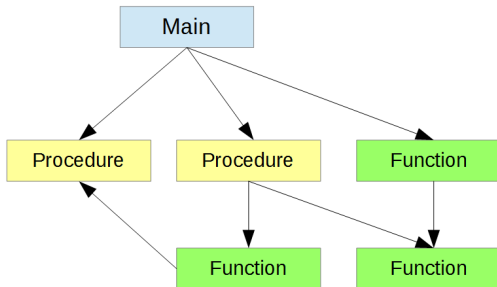 Main
Procedure
Procedure
Function
Function
Function